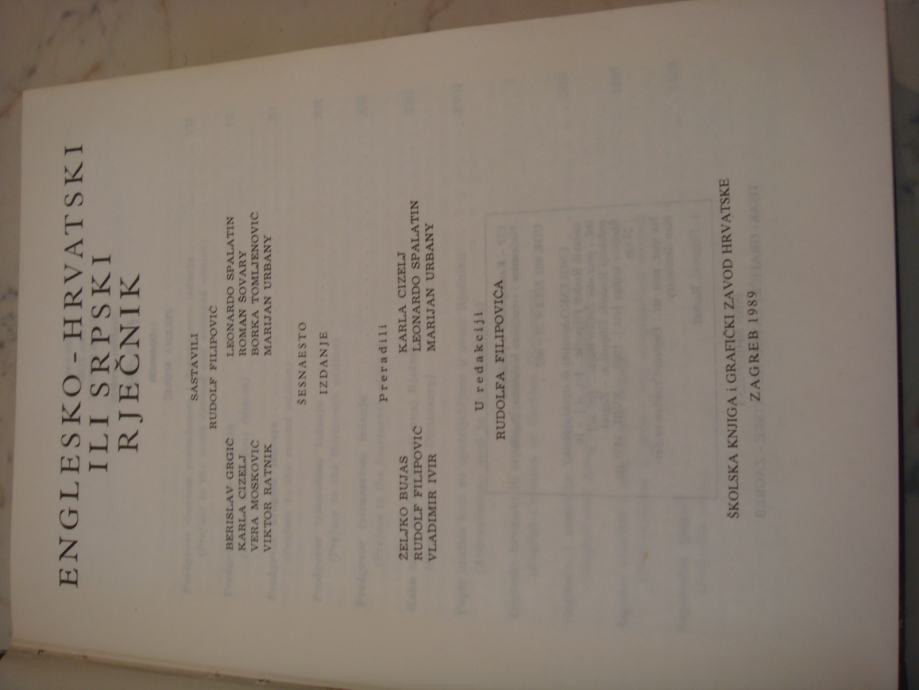 ENGLESKO-HRVATSKI
ILI SRPSKI
RJEČNIK
SASTAVILI
RUDOLF FILIPOVIĆ
BERISLAV GRGIĆ LEONARDO SPALATIN
KARLA CIZELJ ROMAN ŠOVARY
VERA MOSKOVIĆ BORKA TOMLJENOVIĆ
VIKTOR RATNIK MARIJAN URBANY
ŠESNAESTO
IZDANJE
Preradili
ŽELJKO BUJAS KARLA CIZELJ
RUDOLF FILIPOVIĆ LEONARDO SPALATIN
VLADIMIR IVIR MARIJAN URBANY
U redakciji
RUDOLFA FILIPOVIĆA
ŠKOLSKA KNJIGA i GRAFIČKI ZAVOD HRVATSKE
ZAGREB 1989